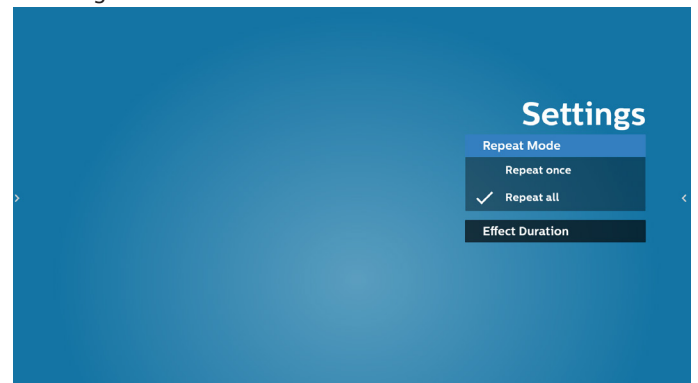 Settings
Repeat Mode
Repeat once
Repeat all
Effect Duration